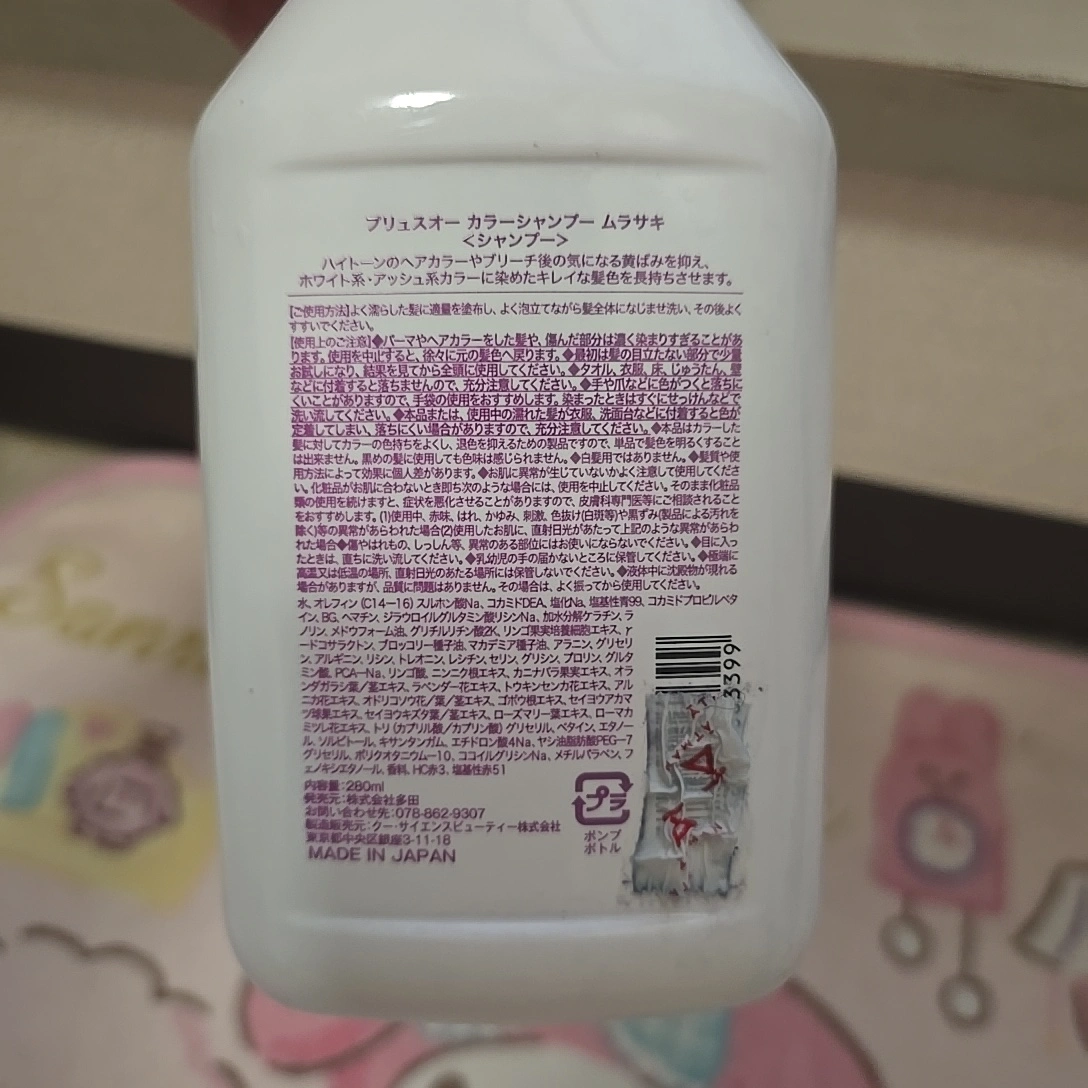 プリュスオー カラーシャンプー ムラサキ
<シャンプー>
ハイトーンのヘアカラーやブリーチ後の気になる黄ばみを抑え、
ホワイト系・アッシュ系カラーに染めたキレイな髪色を長持ちさせます。
【ご使用方法】よく濡らした髪に適量を塗布し、よく泡立てながら髪全体になじませ洗い、その後よく
すすいでください。
【使用上のご注意】◆パーマやヘアカラーをした髪や、傷んだ部分は濃く染まりすぎることがあ
ります。使用を中止すると、徐々に元の髪色へ戻ります。◆最初は髪の目立たない部分で少量
お試しになり、結果を見てから全頭に使用してください。◆タオル、衣服、床、じゅうたん、壁
などに付着すると落ちませんので、充分注意してください。◆手や爪などに色がつくと落ちに
くいことがありますので、手袋の使用をおすすめします。染まったときはすぐにせっけんなどで
洗い流してください。◆本品または、使用中の濡れた髪が衣服、洗面台などに付着すると色が
定着してしまい、落ちにくい場合がありますので、充分注意してください。◆本品はカラーした
髪に対してカラーの色持ちをよくし、退色を抑えるための製品ですので、単品で髪色を明るくすること
は出来ません。黒めの髪に使用しても色味は感じられません。◆白髪用ではありません。◆髪質や使
用方法によって効果に個人差があります。◆お肌に異常が生じていないかよく注意して使用してくださ
い。化粧品がお肌に合わないとき即ち次のような場合には、使用を中止してください。そのまま化粧品
類の使用を続けますと、症状を悪化させることがありますので、皮膚科専門医等にご相談されること
をおすすめします。(1)使用中、赤味、はれ、かゆみ、刺激、色抜け(白斑等)や黒ずみ(製品による汚れを
除く)等の異常があらわれた場合(2)使用したお肌に、直射日光があたって上記のような異常があらわ
れた場合◆傷やはれもの、しっしん等、異常のある部位にはお使いにならないでください。◆目に入っ
たときは、直ちに洗い流してください。◆乳幼児の手の届かないところに保管してください。◆極端に
高温又は低温の場所、直射日光のあたる場所には保管しないでください。◆液体中に沈殿物が現れる
場合がありますが、品質に問題はありません。その場合は、よく振ってから使用してください。
水、オレフィン（C14－16）スルホン酸Na、コカミドDEA、塩化Na、塩基性青99、コカミドプロピルベタ
イン、BG、ヘマチン、ジラウロイルグルタミン酸リシンNa、加水分解ケラチン、ラ
ノリン、メドウフォーム油、グリチルリチン酸2K、リンゴ果実培養細胞エキス、γ
ードコサラクトン、ブロッコリー種子油、マカデミア種子油、アラニン、グリセリ
ン、アルギニン、リシン、トレオニン、レシチン、セリン、グリシン、プロリン、グルタ
ミン酸、PCA－Na、リンゴ酸、ニンニク根エキス、カニナバラ果実エキス、オラ
ンダガラシ葉／茎エキス、ラベンダー花エキス、トウキンセンカ花エキス、アル
ニカ花エキス、オドリコソウ花／葉／茎エキス、ゴボウ根エキス、セイヨウアカマ
ツ球果エキス、セイヨウキズタ葉／茎エキス、ローズマリー葉エキス、ローマカ
ミツレ花エキス、トリ（カプリル酸／カプリン酸）グリセリル、ベタイン、エタノー
ル、ソルビトール、キサンタンガム、エチドロン酸4Na、ヤシ油脂肪酸PEG－7
グリセリル、ポリクオタニウム－10、ココイルグリシンNa、メチルパラベン、フ
ェノキシエタノール、香料、HC赤3、塩基性赤51
内容量：280ml
発売元：株式会社多田
お問い合わせ先：078-862-9307
製造販売元：クー・サイエンスビューティー株式会社
東京都中央区銀座3-11-18
MADE IN JAPAN
プラ
ポンプ
ボトル
3399